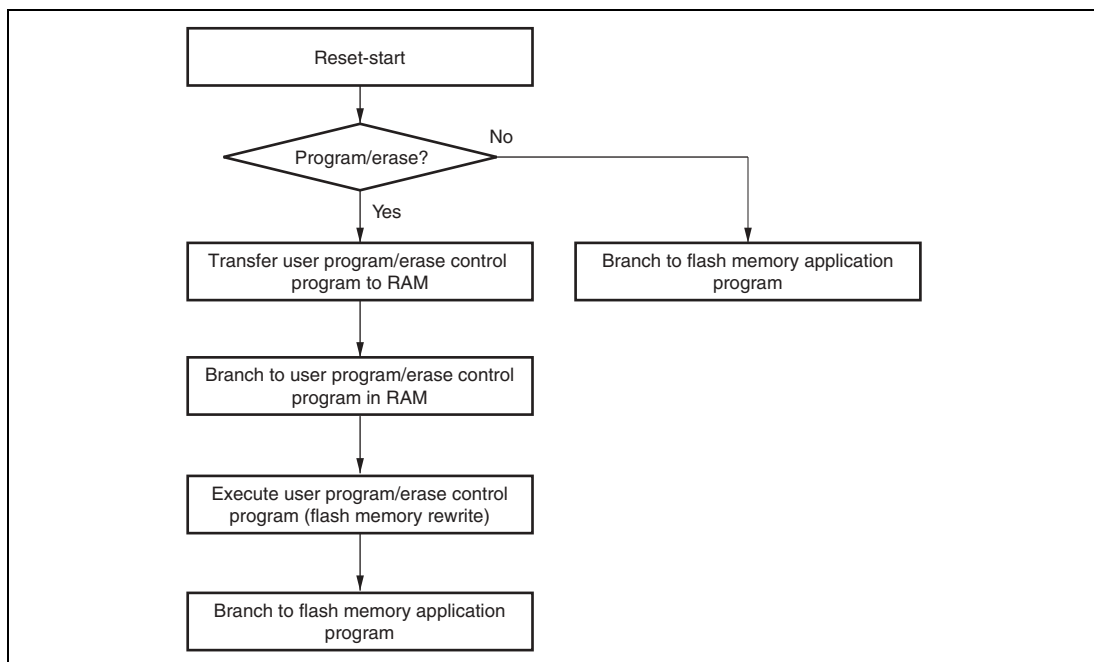 Reset-start
No
Program/erase?
Yes
Transfer user program/erase control
program to RAM
Branch to flash memory application
program
Branch to user program/erase control
program in RAM
Execute user program/erase control
program (flash memory rewrite)
Branch to flash memory application
program